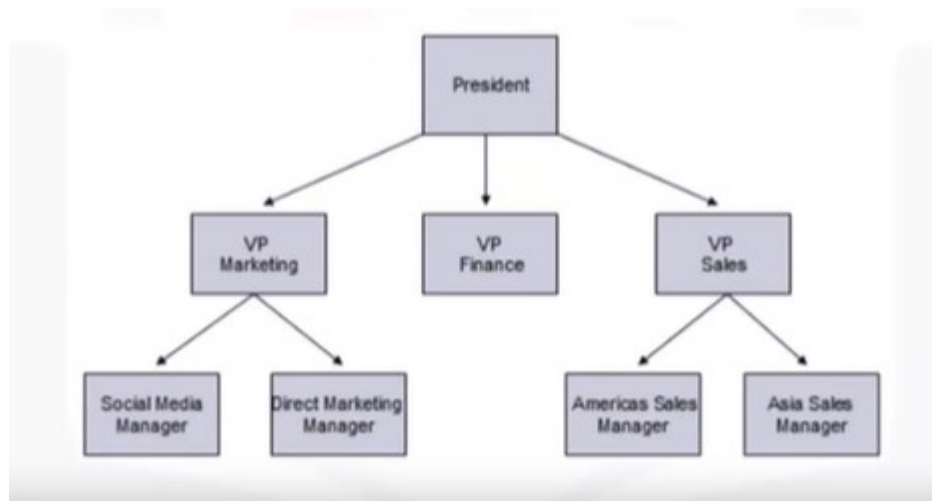 President
VP
Marketing
VP
Finance
VP
Sales
Social Media
Manager
Direct Marketing
Manager
Americas Sales
Manager
Asia Sales
Manager